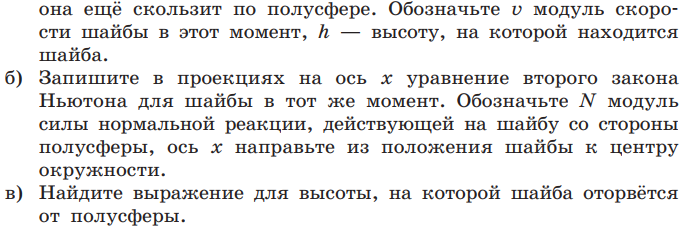 она ещё скользит по полусфере. Обозначьте v модуль скоро-
сти шайбы в этот момент, h — высоту, на которой находится
шайба.
б) Запишите в проекциях на ось x уравнение второго закона
Ньютона для шайбы в тот же момент. Обозначьте N модуль
силы нормальной реакции, действующей на шайбу со стороны
полусферы, ось x направьте из положения шайбы к центру
окружности.
в) Найдите выражение для высоты, на которой шайба оторвётся
от полусферы.